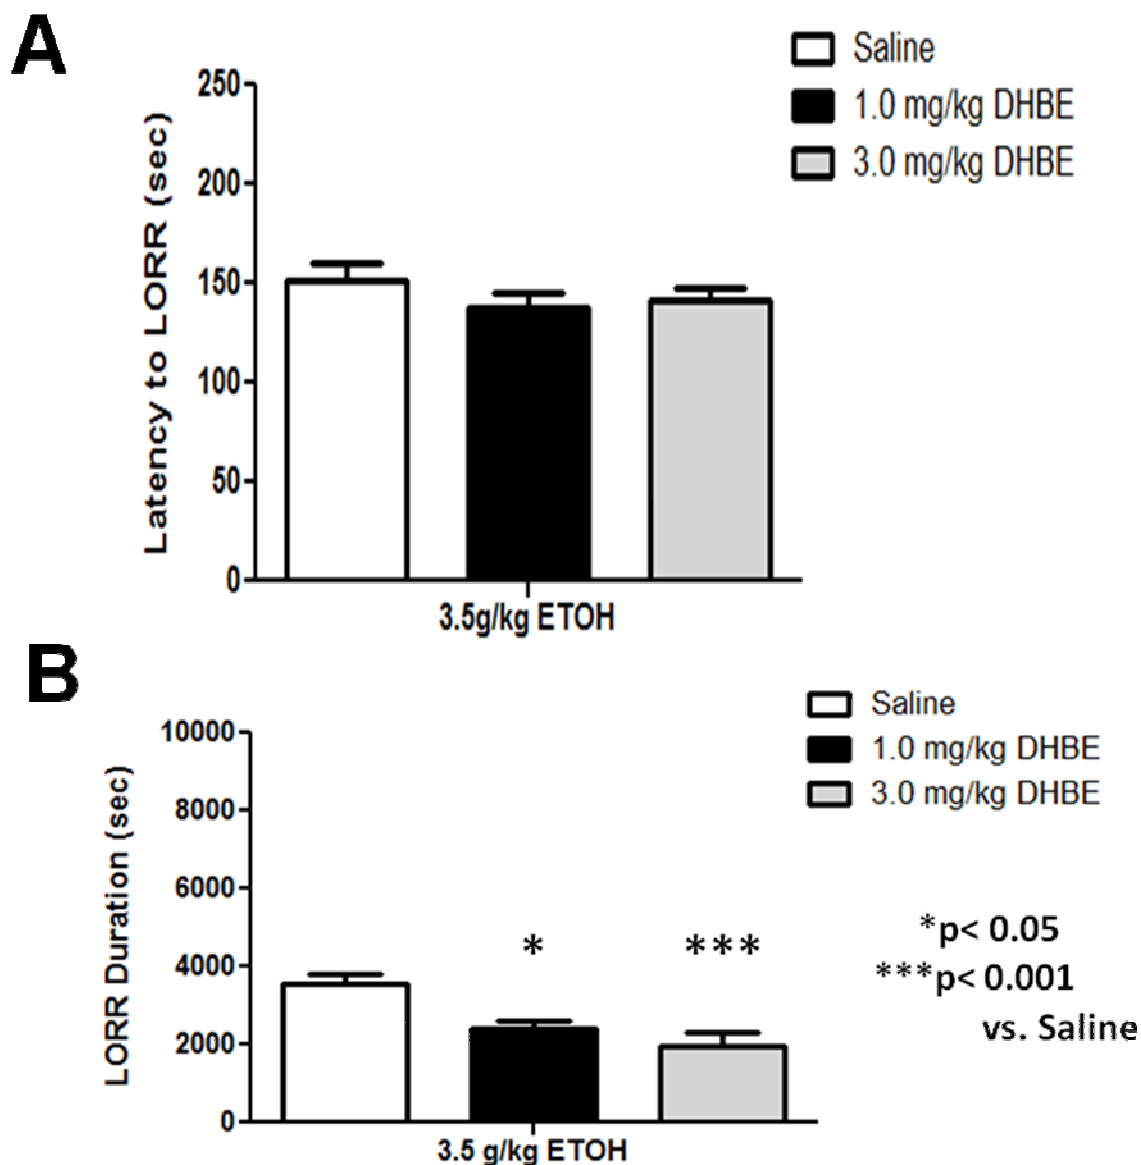 A
Saline
1.0 mg/kg DHBE
3.0 mg/kg DHBE
Latency to LORR (sec)
250
200
150
100
50
0
3.5g/kg ETOH
B
Saline
1.0 mg/kg DHBE
3.0 mg/kg DHBE
LORR Duration (sec)
10000
8000
6000
4000
2000
0
*
***
*p< 0.05
***p< 0.001
vs. Saline
3.5 g/kg ETOH